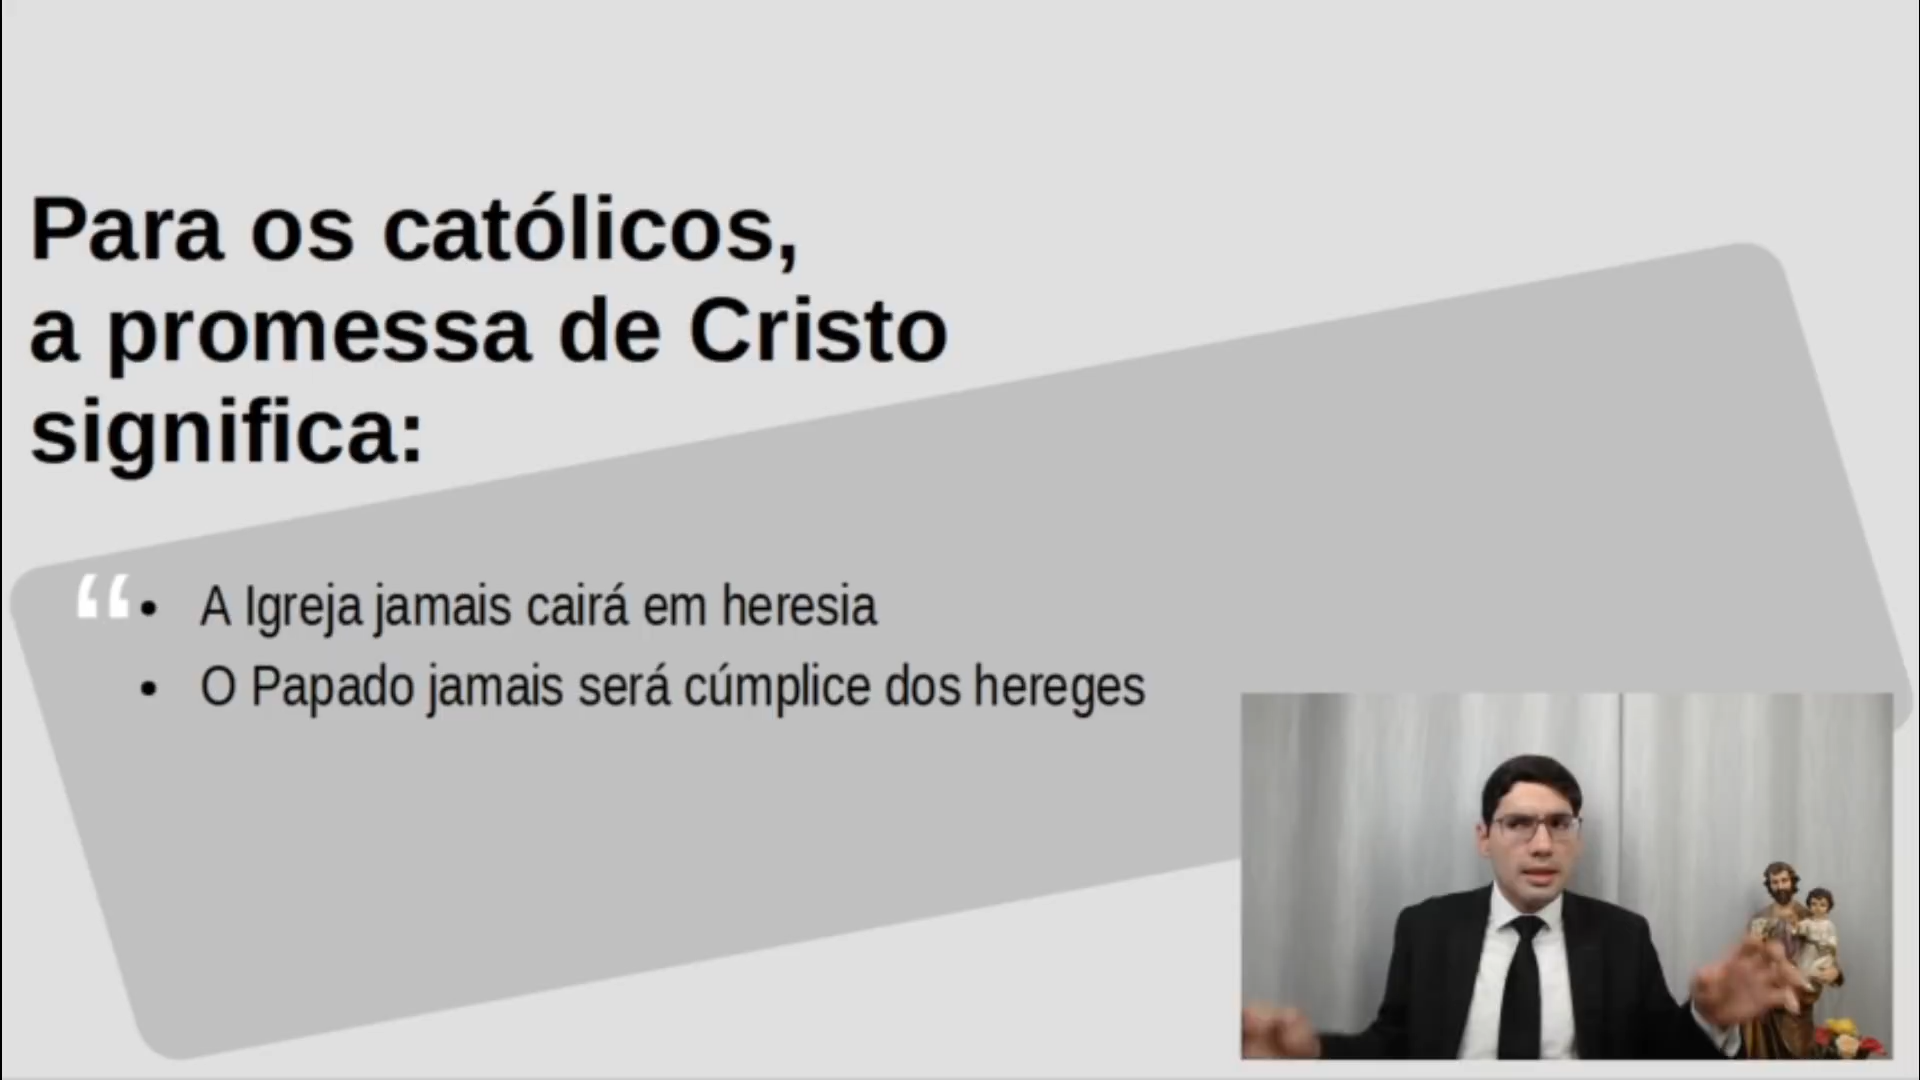 Para os católicos,
a promessa de Cristo
significa:
“
• A Igreja jamais cairá em heresia
• O Papado jamais será cúmplice dos hereges